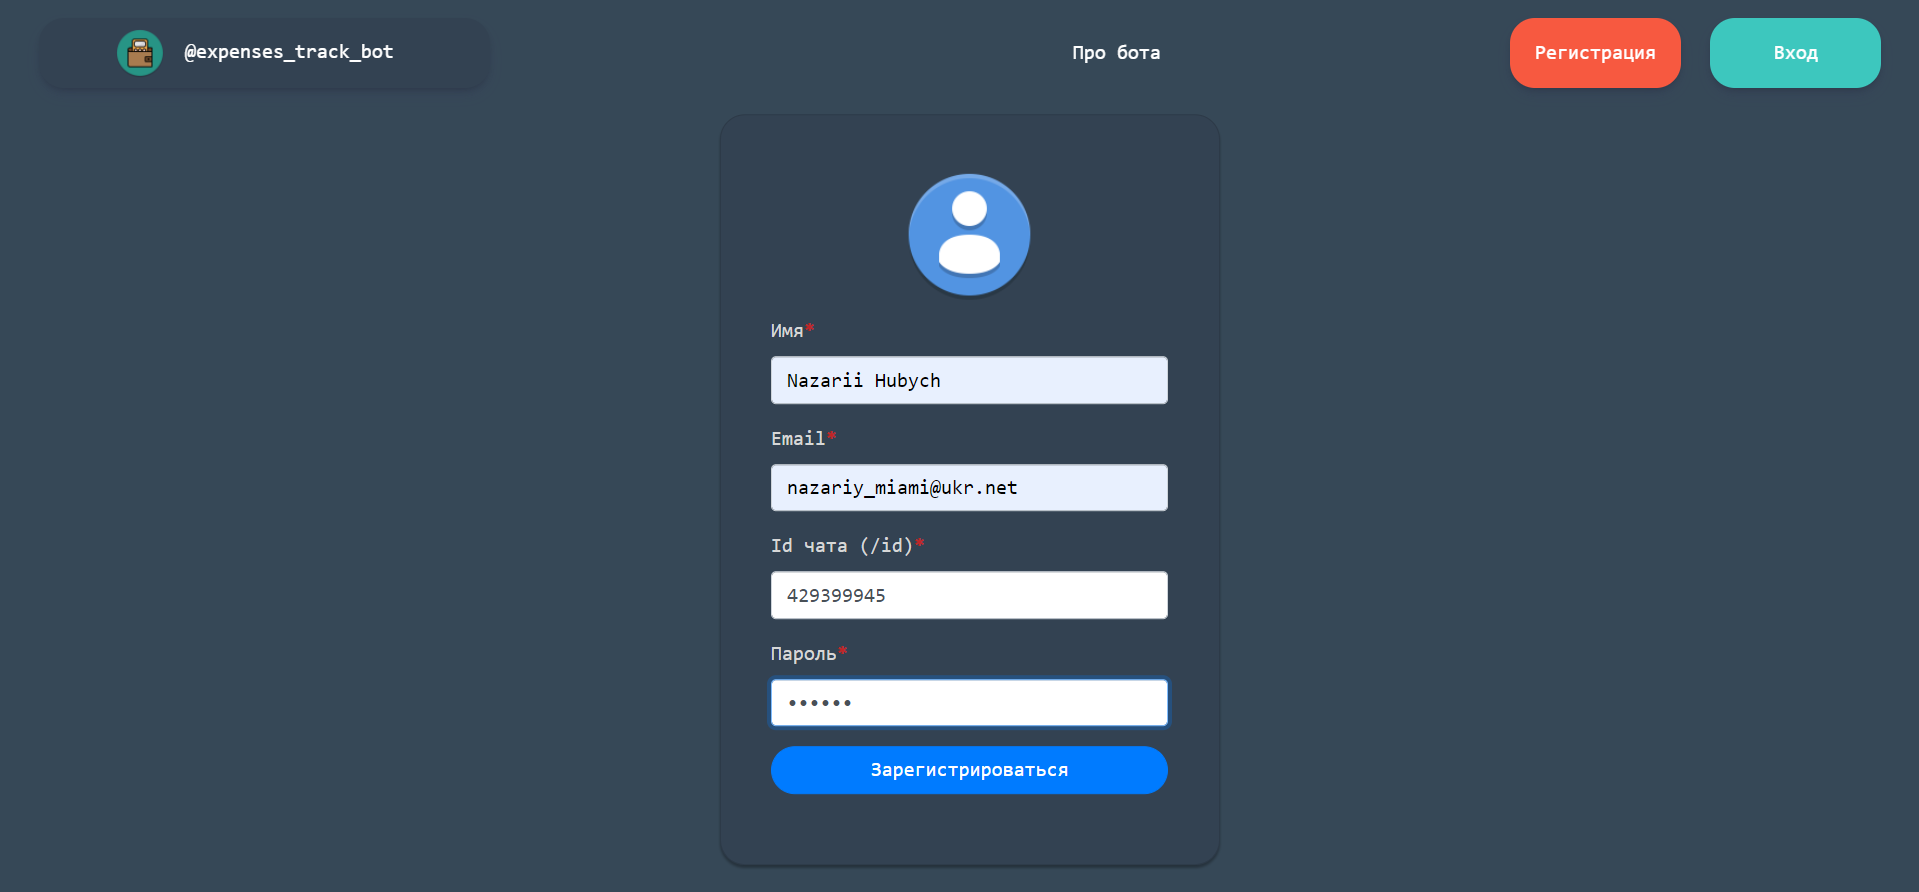 @expenses_track_bot
Про бота
Регистрация
Вход
Имя*
Nazarii Hubych
Email*
nazariy_miami@ukr.net
Id чата (/id)*
429399945
Пароль*
••••••
Зарегистрироваться